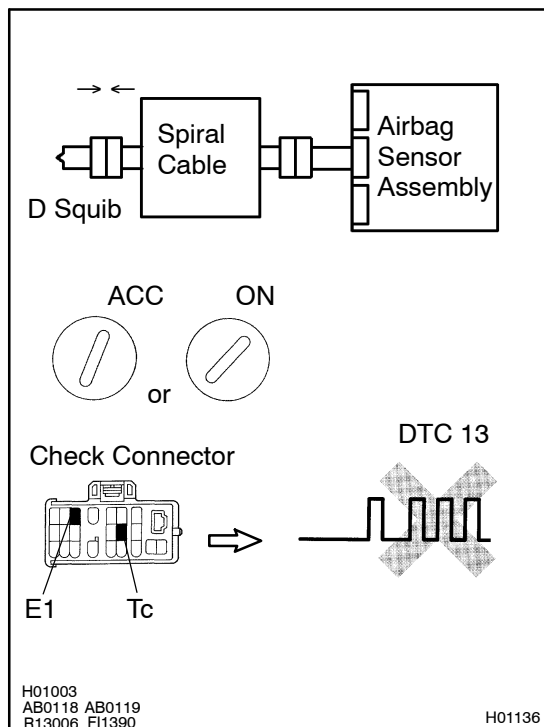 Spiral
Cable
Airbag
Sensor
Assembly
D Squib
ACC
ON
or
DTC 13
Check Connector
E1
Tc
H01003
AB0118 AB0119
R13006 FI1390
H01136